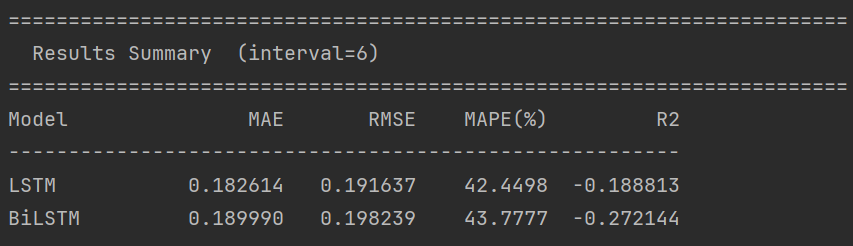 ======================================================================
  Results Summary  (interval=6)
======================================================================
Model               MAE       RMSE    MAPE(%)         R2
--------------------------------------------------------
LSTM           0.182614   0.191637    42.4498  -0.188813
BiLSTM         0.189990   0.198239    43.7777  -0.272144